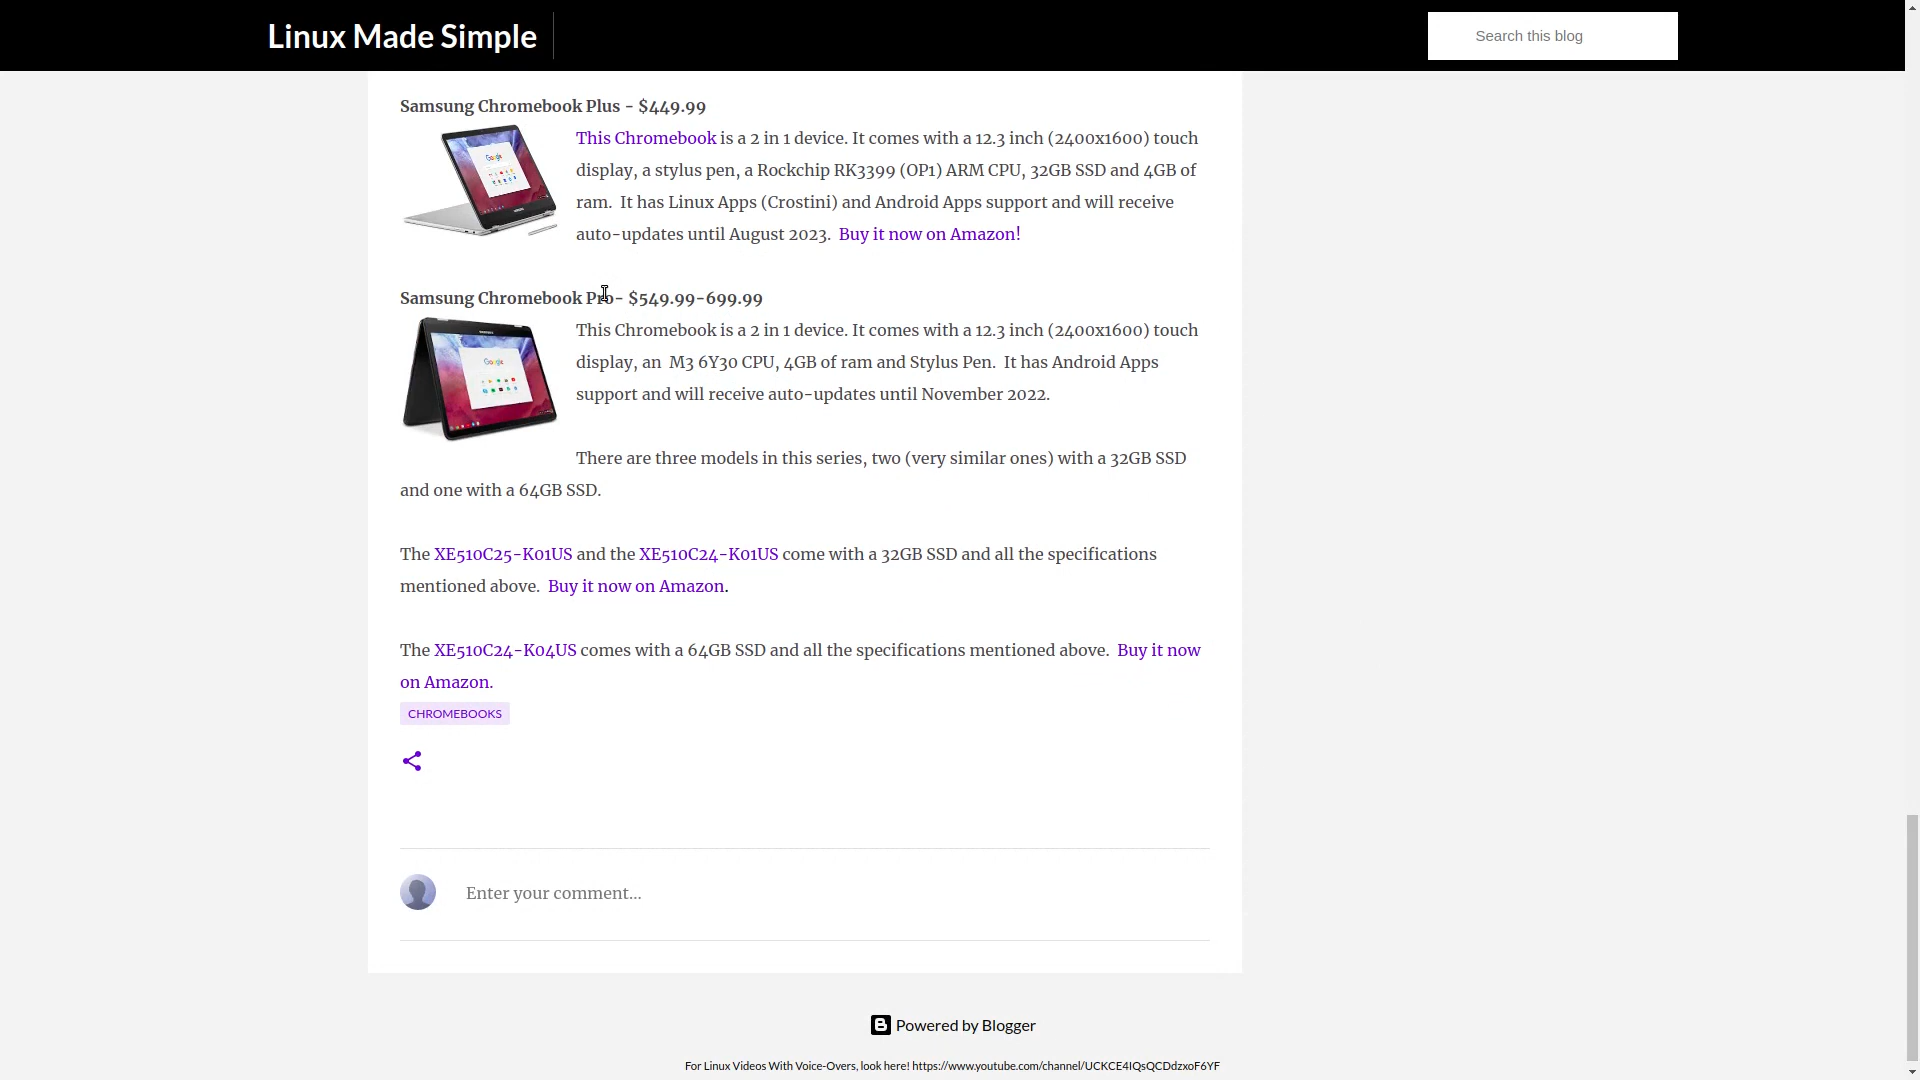 Linux Made Simple
Search this blog
Samsung Chromebook Plus - $449.99
This Chromebook is a 2 in 1 device. It comes with a 12.3 inch (2400x1600) touch
display, a stylus pen, a Rockchip RK3399 (OP1) ARM CPU, 32GB SSD and 4GB of
ram.  It has Linux Apps (Crostini) and Android Apps support and will receive
auto-updates until August 2023.  Buy it now on Amazon!
Samsung Chromebook Pro- $549.99-699.99
This Chromebook is a 2 in 1 device. It comes with a 12.3 inch (2400x1600) touch
display, an  M3 6Y30 CPU, 4GB of ram and Stylus Pen.  It has Android Apps
support and will receive auto-updates until November 2022.
There are three models in this series, two (very similar ones) with a 32GB SSD
and one with a 64GB SSD.
The XE510C25-K01US and the XE510C24-K01US come with a 32GB SSD and all the specifications
mentioned above.  Buy it now on Amazon.
The XE510C24-K04US comes with a 64GB SSD and all the specifications mentioned above.  Buy it now
on Amazon.
CHROMEBOOKS
Enter your comment...
Powered by Blogger
For Linux Videos With Voice-Overs, look here! https://www.youtube.com/channel/UCKCE4IQsQCDdzxoF6YF